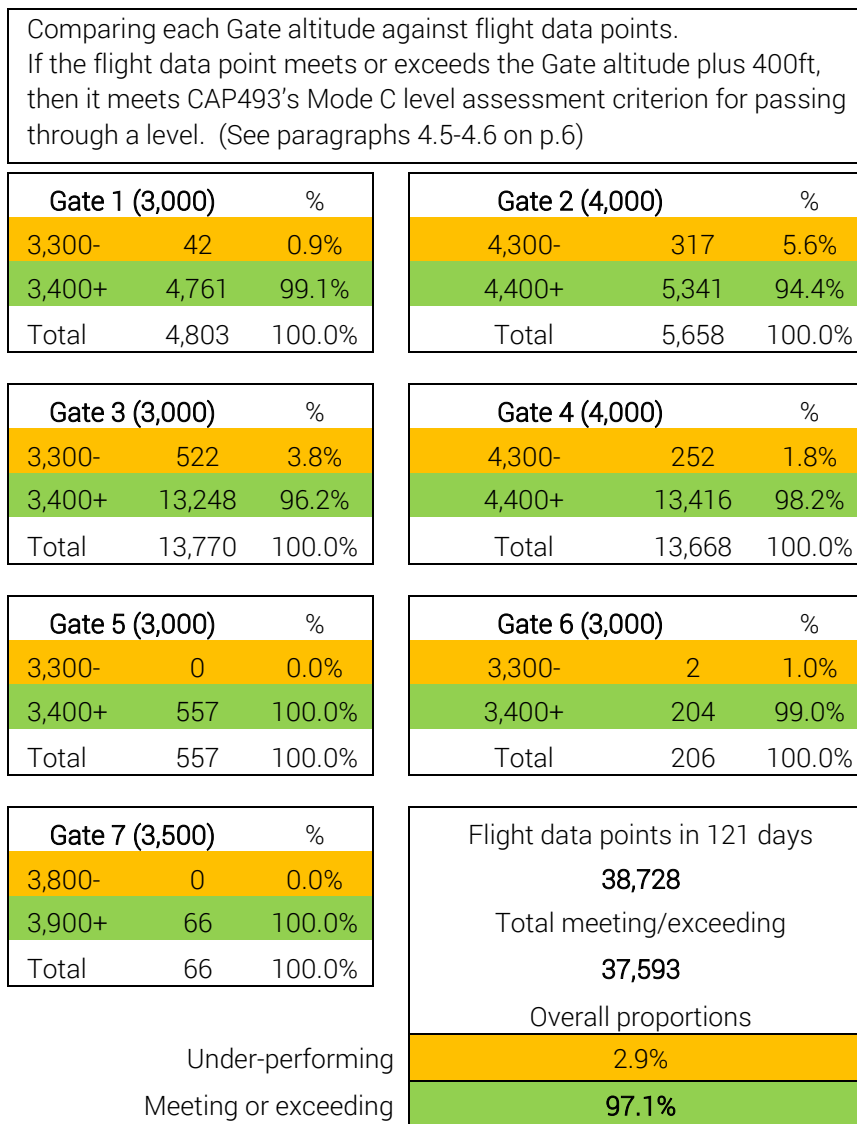 Comparing each Gate altitude against flight data points.
If the flight data point meets or exceeds the Gate altitude plus 400ft,
then it meets CAP493's Mode C level assessment criterion for passing
through a level. (See paragraphs 4.5-4.6 on p.6)
Gate 1 (3,000) %
3,300- 42 0.9%
3,400+ 4,761 99.1%
Total 4,803 100.0%
Gate 2 (4,000) %
4,300- 317 5.6%
4,400+ 5,341 94.4%
Total 5,658 100.0%
Gate 3 (3,000) %
3,300- 522 3.8%
3,400+ 13,248 96.2%
Total 13,770 100.0%
Gate 4 (4,000) %
4,300- 252 1.8%
4,400+ 13,416 98.2%
Total 13,668 100.0%
Gate 5 (3,000) %
3,300- 0 0.0%
3,400+ 557 100.0%
Total 557 100.0%
Gate 6 (3,000) %
3,300- 2 1.0%
3,400+ 204 99.0%
Total 206 100.0%
Gate 7 (3,500) %
3,800- 0 0.0%
3,900+ 66 100.0%
Total 66 100.0%
Flight data points in 121 days
38,728
Total meeting/exceeding
37,593
Overall proportions
Under-performing 2.9%
Meeting or exceeding 97.1%